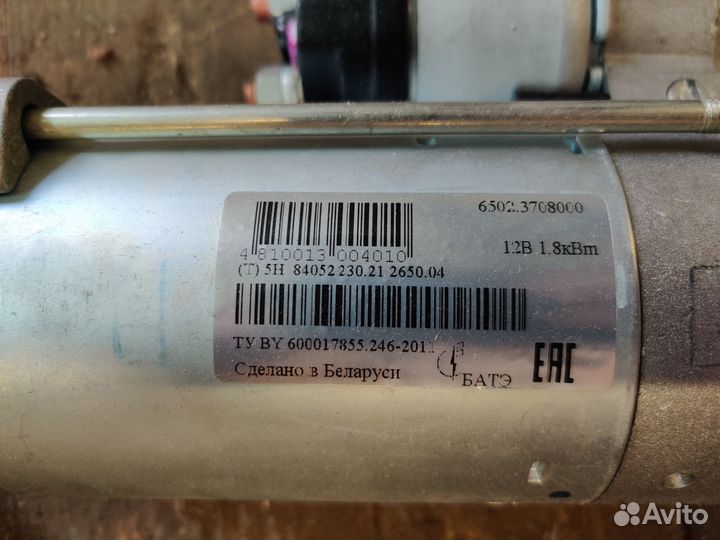 6502.3708000
4 810013 004010
12В 1,8кВт
(Т) 5Н 84052 230.21 2650.04
ТУ BY 600017855.246-2011
Сделано в Беларуси
БАТЭ
EAC
Avito